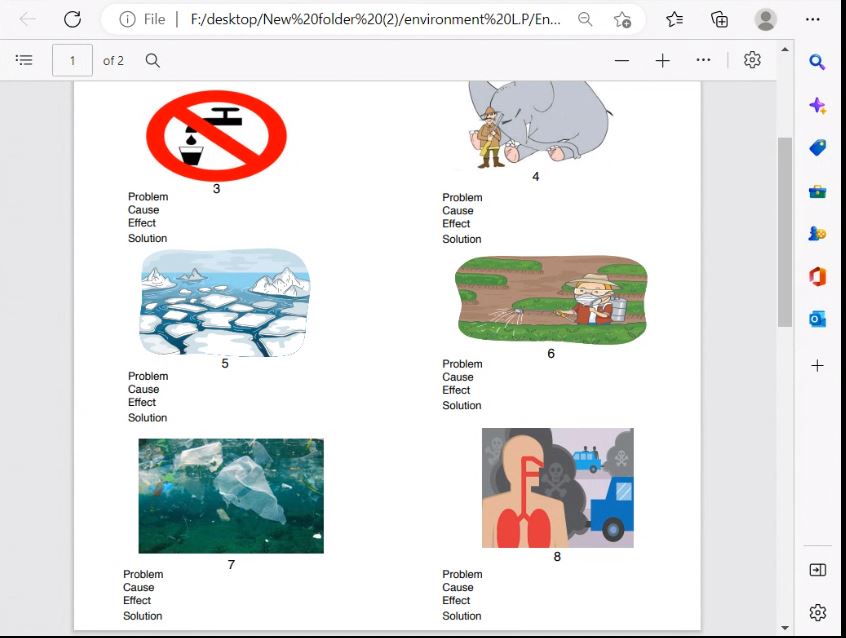 File
F:/desktop/New%20folder%20(2)/environment%20L.P/En...
1 of 2
3
Problem
Cause
Effect
Solution
4
Problem
Cause
Effect
Solution
5
Problem
Cause
Effect
Solution
6
Problem
Cause
Effect
Solution
7
Problem
Cause
Effect
Solution
8
Problem
Cause
Effect
Solution